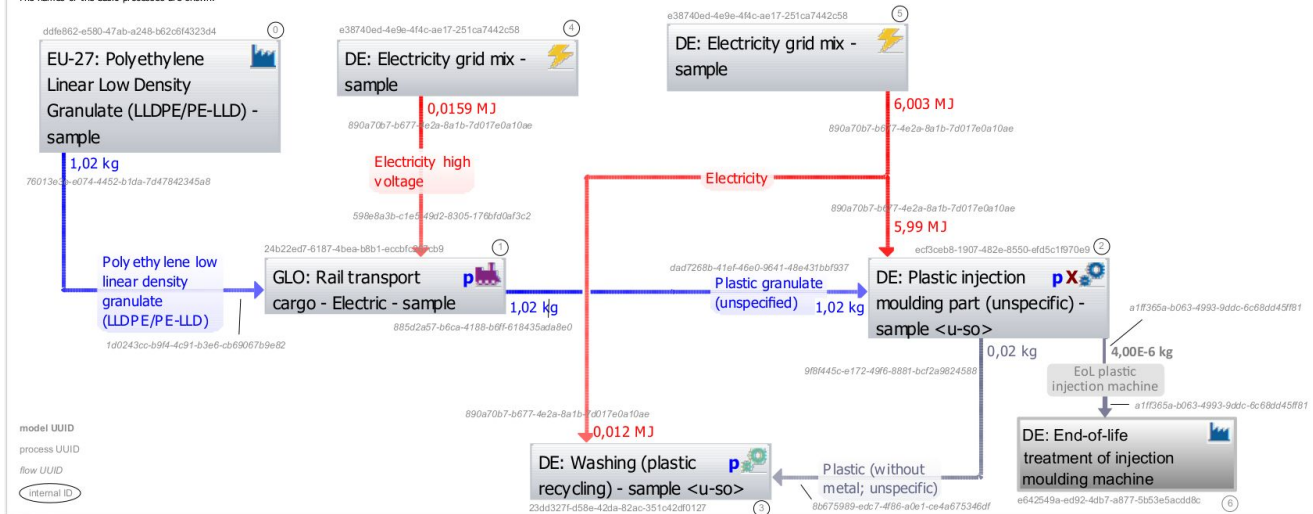 ddfe862-e580-47ab-a248-b62c6f4323d4
0
EU-27: Polyethylene
Linear Low Density
Granulate (LLDPE/PE-LLD) -
sample
1,02 kg
76013e3e-e074-4452-b1da-7d47842345a8
e38740ed-4e9e-4f4c-ae17-251ca7442c58
4
DE: Electricity grid mix -
sample
0,0159 MJ
890a70b7-b677-4e2a-8a1b-7d017e0a10ae
Electricity high
voltage
598e8a3b-c1e5-49d2-8305-176bfd0af3c2
e38740ed-4e9e-4f4c-ae17-251ca7442c58
5
DE: Electricity grid mix -
sample
6,003 MJ
890a70b7-b677-4e2a-8a1b-7d017e0a10ae
Electricity
890a70b7-b677-4e2a-8a1b-7d017e0a10ae
5,99 MJ
Polyethylene low
linear density
granulate
(LLDPE/PE-LLD)
1d0243cc-b9f4-4c91-b3e6-cb69067b9e82
1
GLO: Rail transport
cargo - Electric - sample
p
1,02 kg
885d2a57-b6ca-4188-b6ff-618435ada8e0
dad7268b-41ef-46e0-9641-48e431bbf937
Plastic granulate
(unspecified)
1,02 kg
ecf3ceb8-1907-482e-8550-efd5c1f970e9
2
DE: Plastic injection
moulding part (unspecific) -
sample <u-so>
p X
0,02 kg
9f8f445c-e172-49f6-8881-bcf2a9824588
a1ff365a-b063-4993-9ddc-6c68dd45ff81
4,00E-6 kg
EoL plastic
injection machine
a1ff365a-b063-4993-9ddc-6c68dd45ff81
890a70b7-b677-4e2a-8a1b-7d017e0a10ae
0,012 MJ
DE: Washing (plastic
recycling) - sample <u-so>
p
23dd327f-d58e-42da-82ac-351c42df0127
3
Plastic (without
metal; unspecific)
8b675989-edc7-4f86-a0e1-ce4a675346df
DE: End-of-life
treatment of injection
moulding machine
e642549a-ed92-4db7-a877-5b53e5acdd8c
6
model UUID
process UUID
flow UUID
internal ID